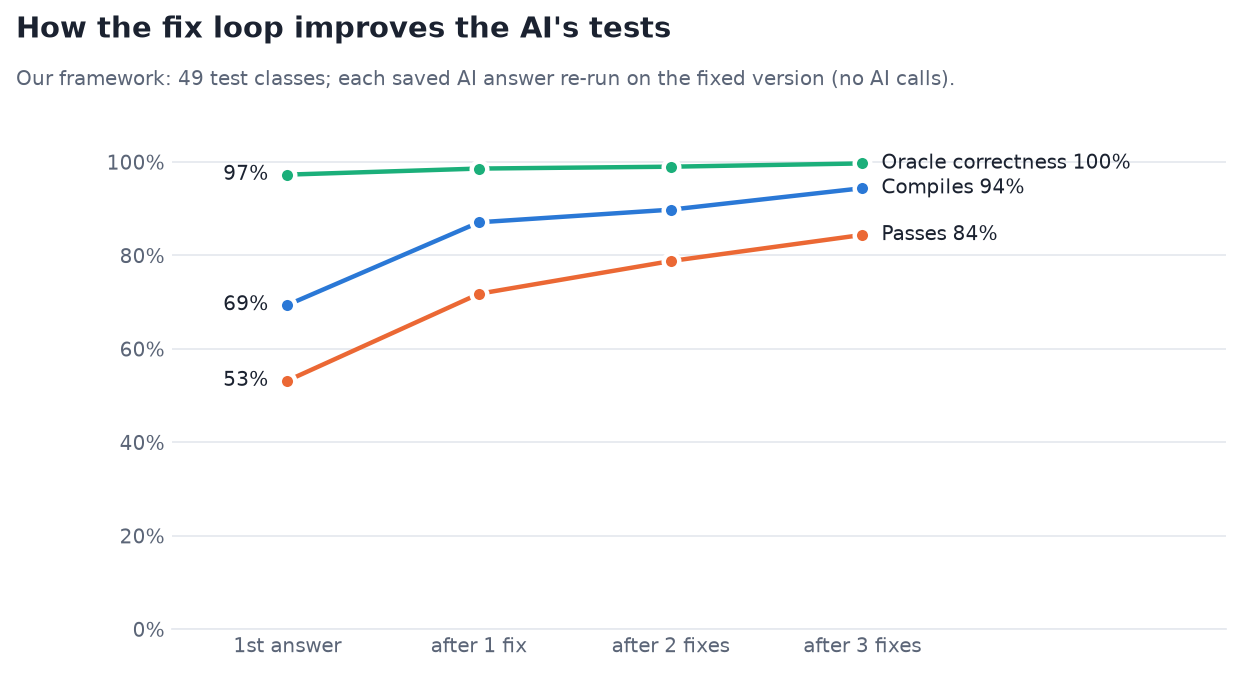 How the fix loop improves the AI's tests
Our framework: 49 test classes; each saved AI answer re-run on the fixed version (no AI calls).
100%
97%
Oracle correctness 100%
Compiles 94%
Passes 84%
80%
69%
60%
53%
40%
20%
0%
1st answer
after 1 fix
after 2 fixes
after 3 fixes